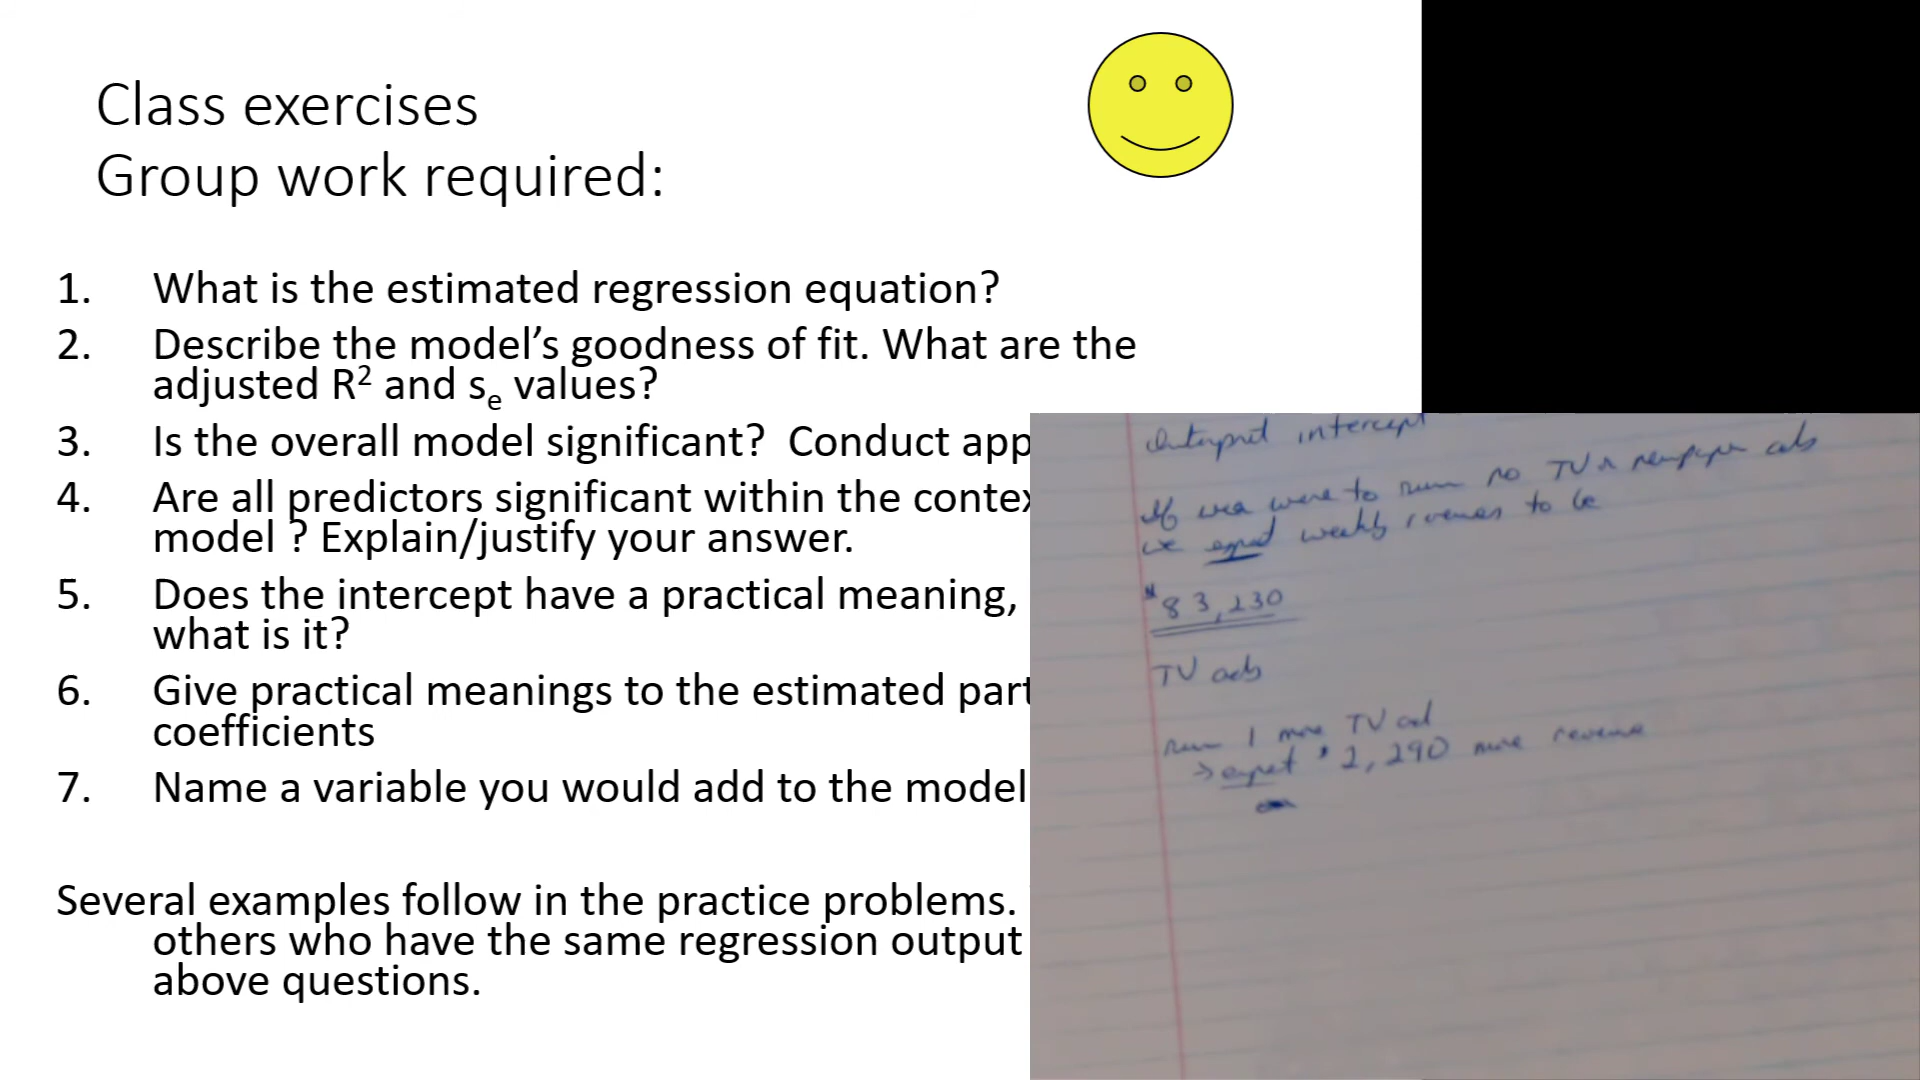 Class exercises
Group work required:
1. What is the estimated regression equation?
2. Describe the model’s goodness of fit. What are the
adjusted R² and sₑ values?
3. Is the overall model significant? Conduct app
4. Are all predictors significant within the contex
model ? Explain/justify your answer.
5. Does the intercept have a practical meaning,
what is it?
6. Give practical meanings to the estimated part
coefficients
7. Name a variable you would add to the model
Several examples follow in the practice problems.
others who have the same regression output
above questions.
Interpret intercept
If were to run no TV or newspaper ads
we expect weekly revenues to be
$83,230
TV ads
run 1 more TV ad
→ expect $2,290 more revenue